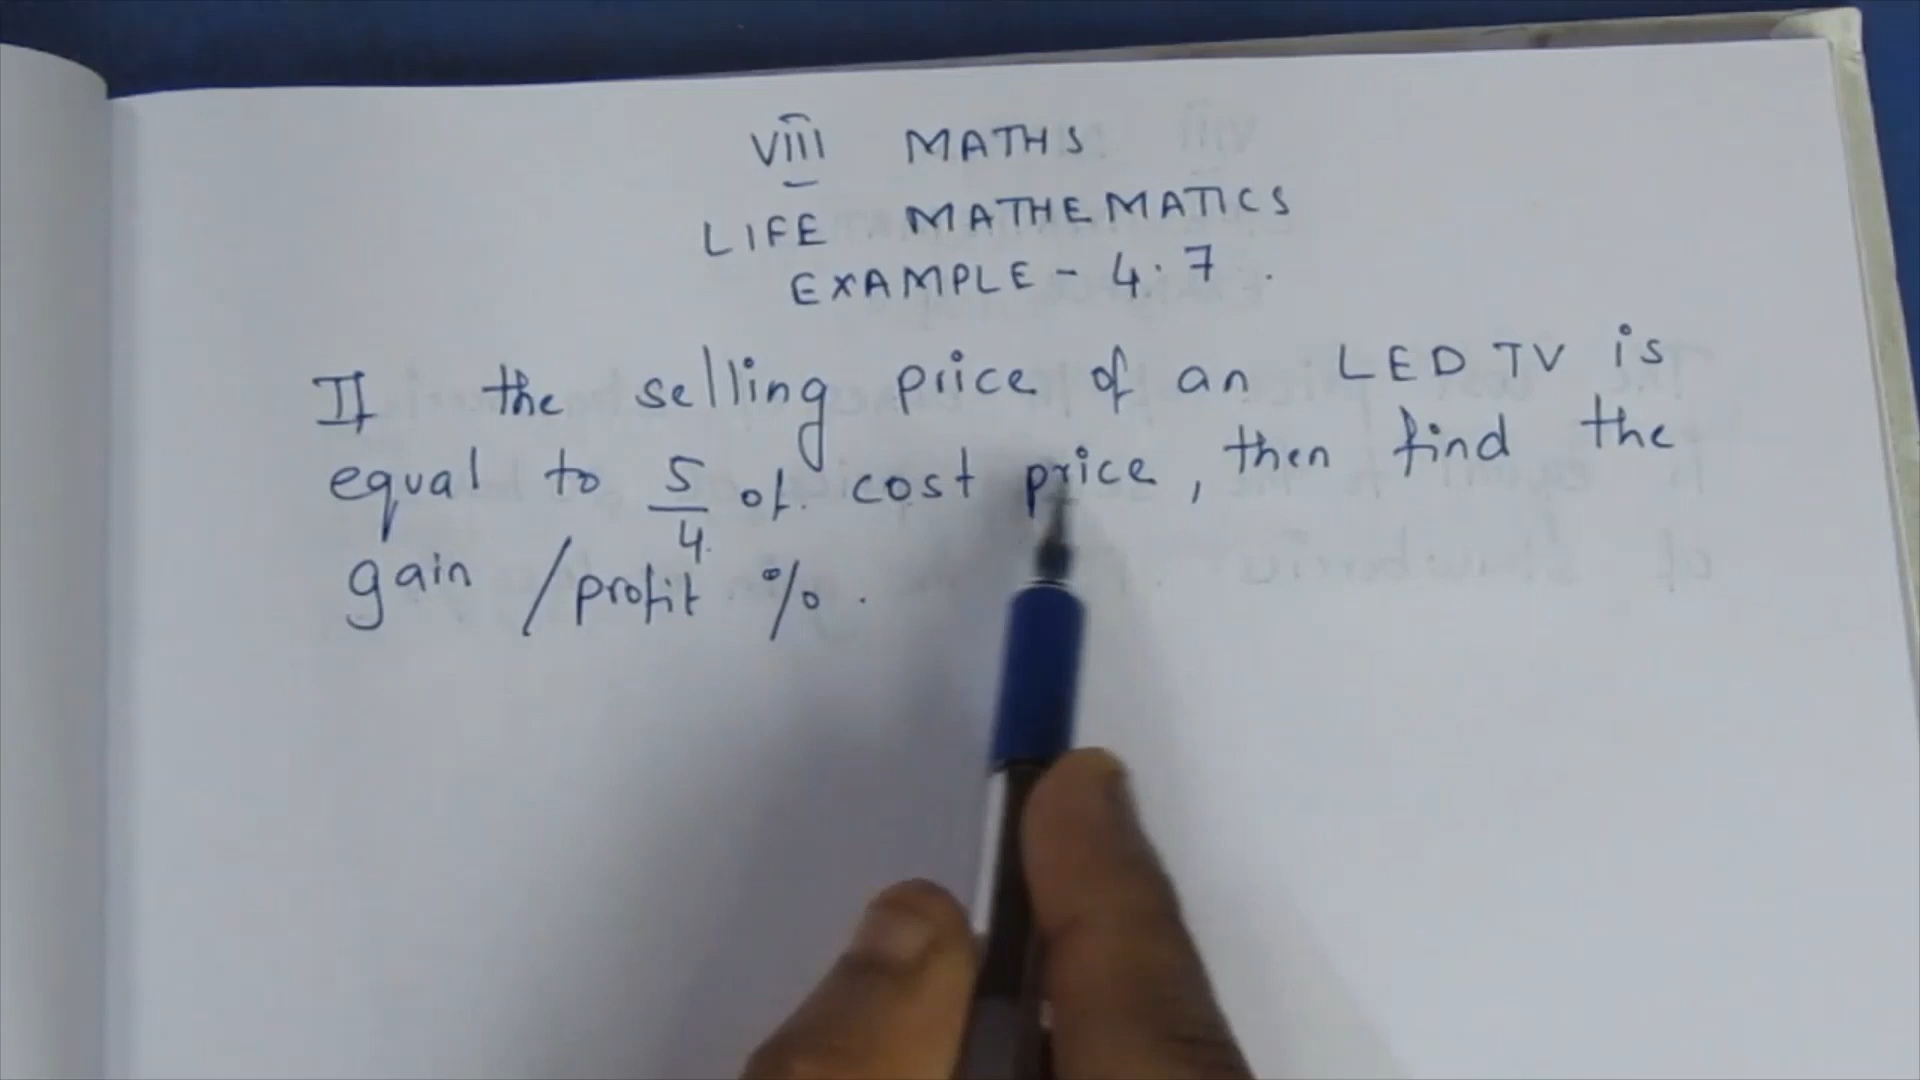 VIII MATHS
LIFE MATHEMATICS
EXAMPLE - 4.7.
If the selling price of an LED TV is
equal to 5/4 of cost price, then find the
gain / profit %.